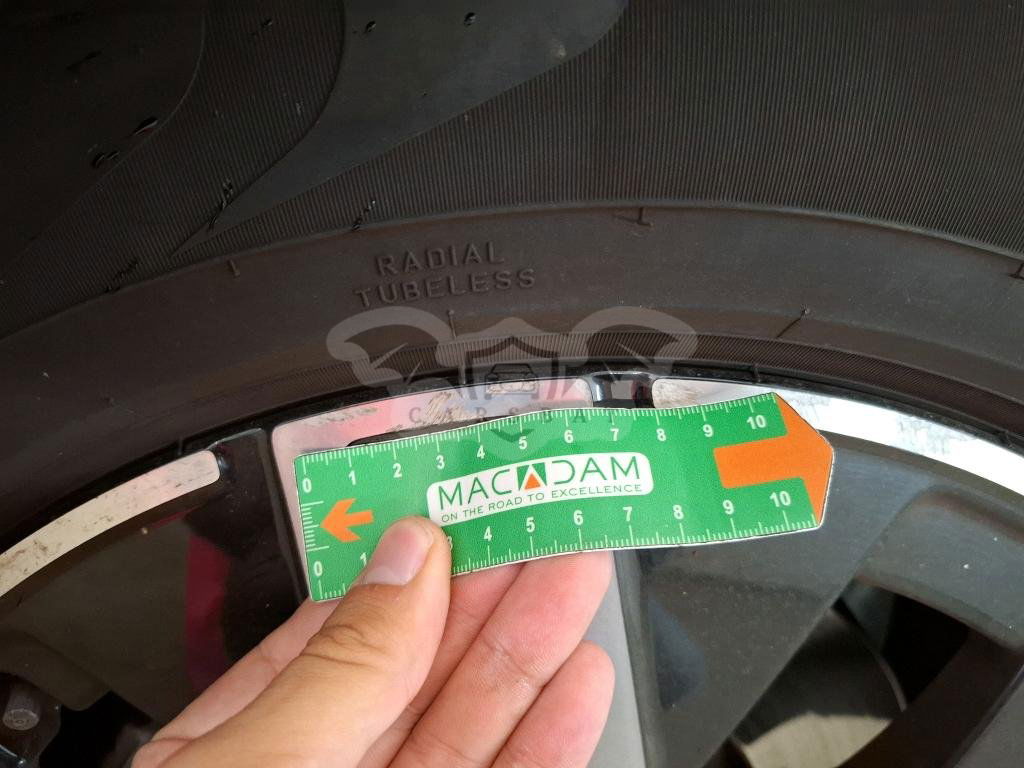 RADIAL
TUBELESS
CARSWAT
0 1 2 3 4 5 6 7 8 9 10
MACADAM
ON THE ROAD TO EXCELLENCE
0 1 3 4 5 6 7 8 9 10